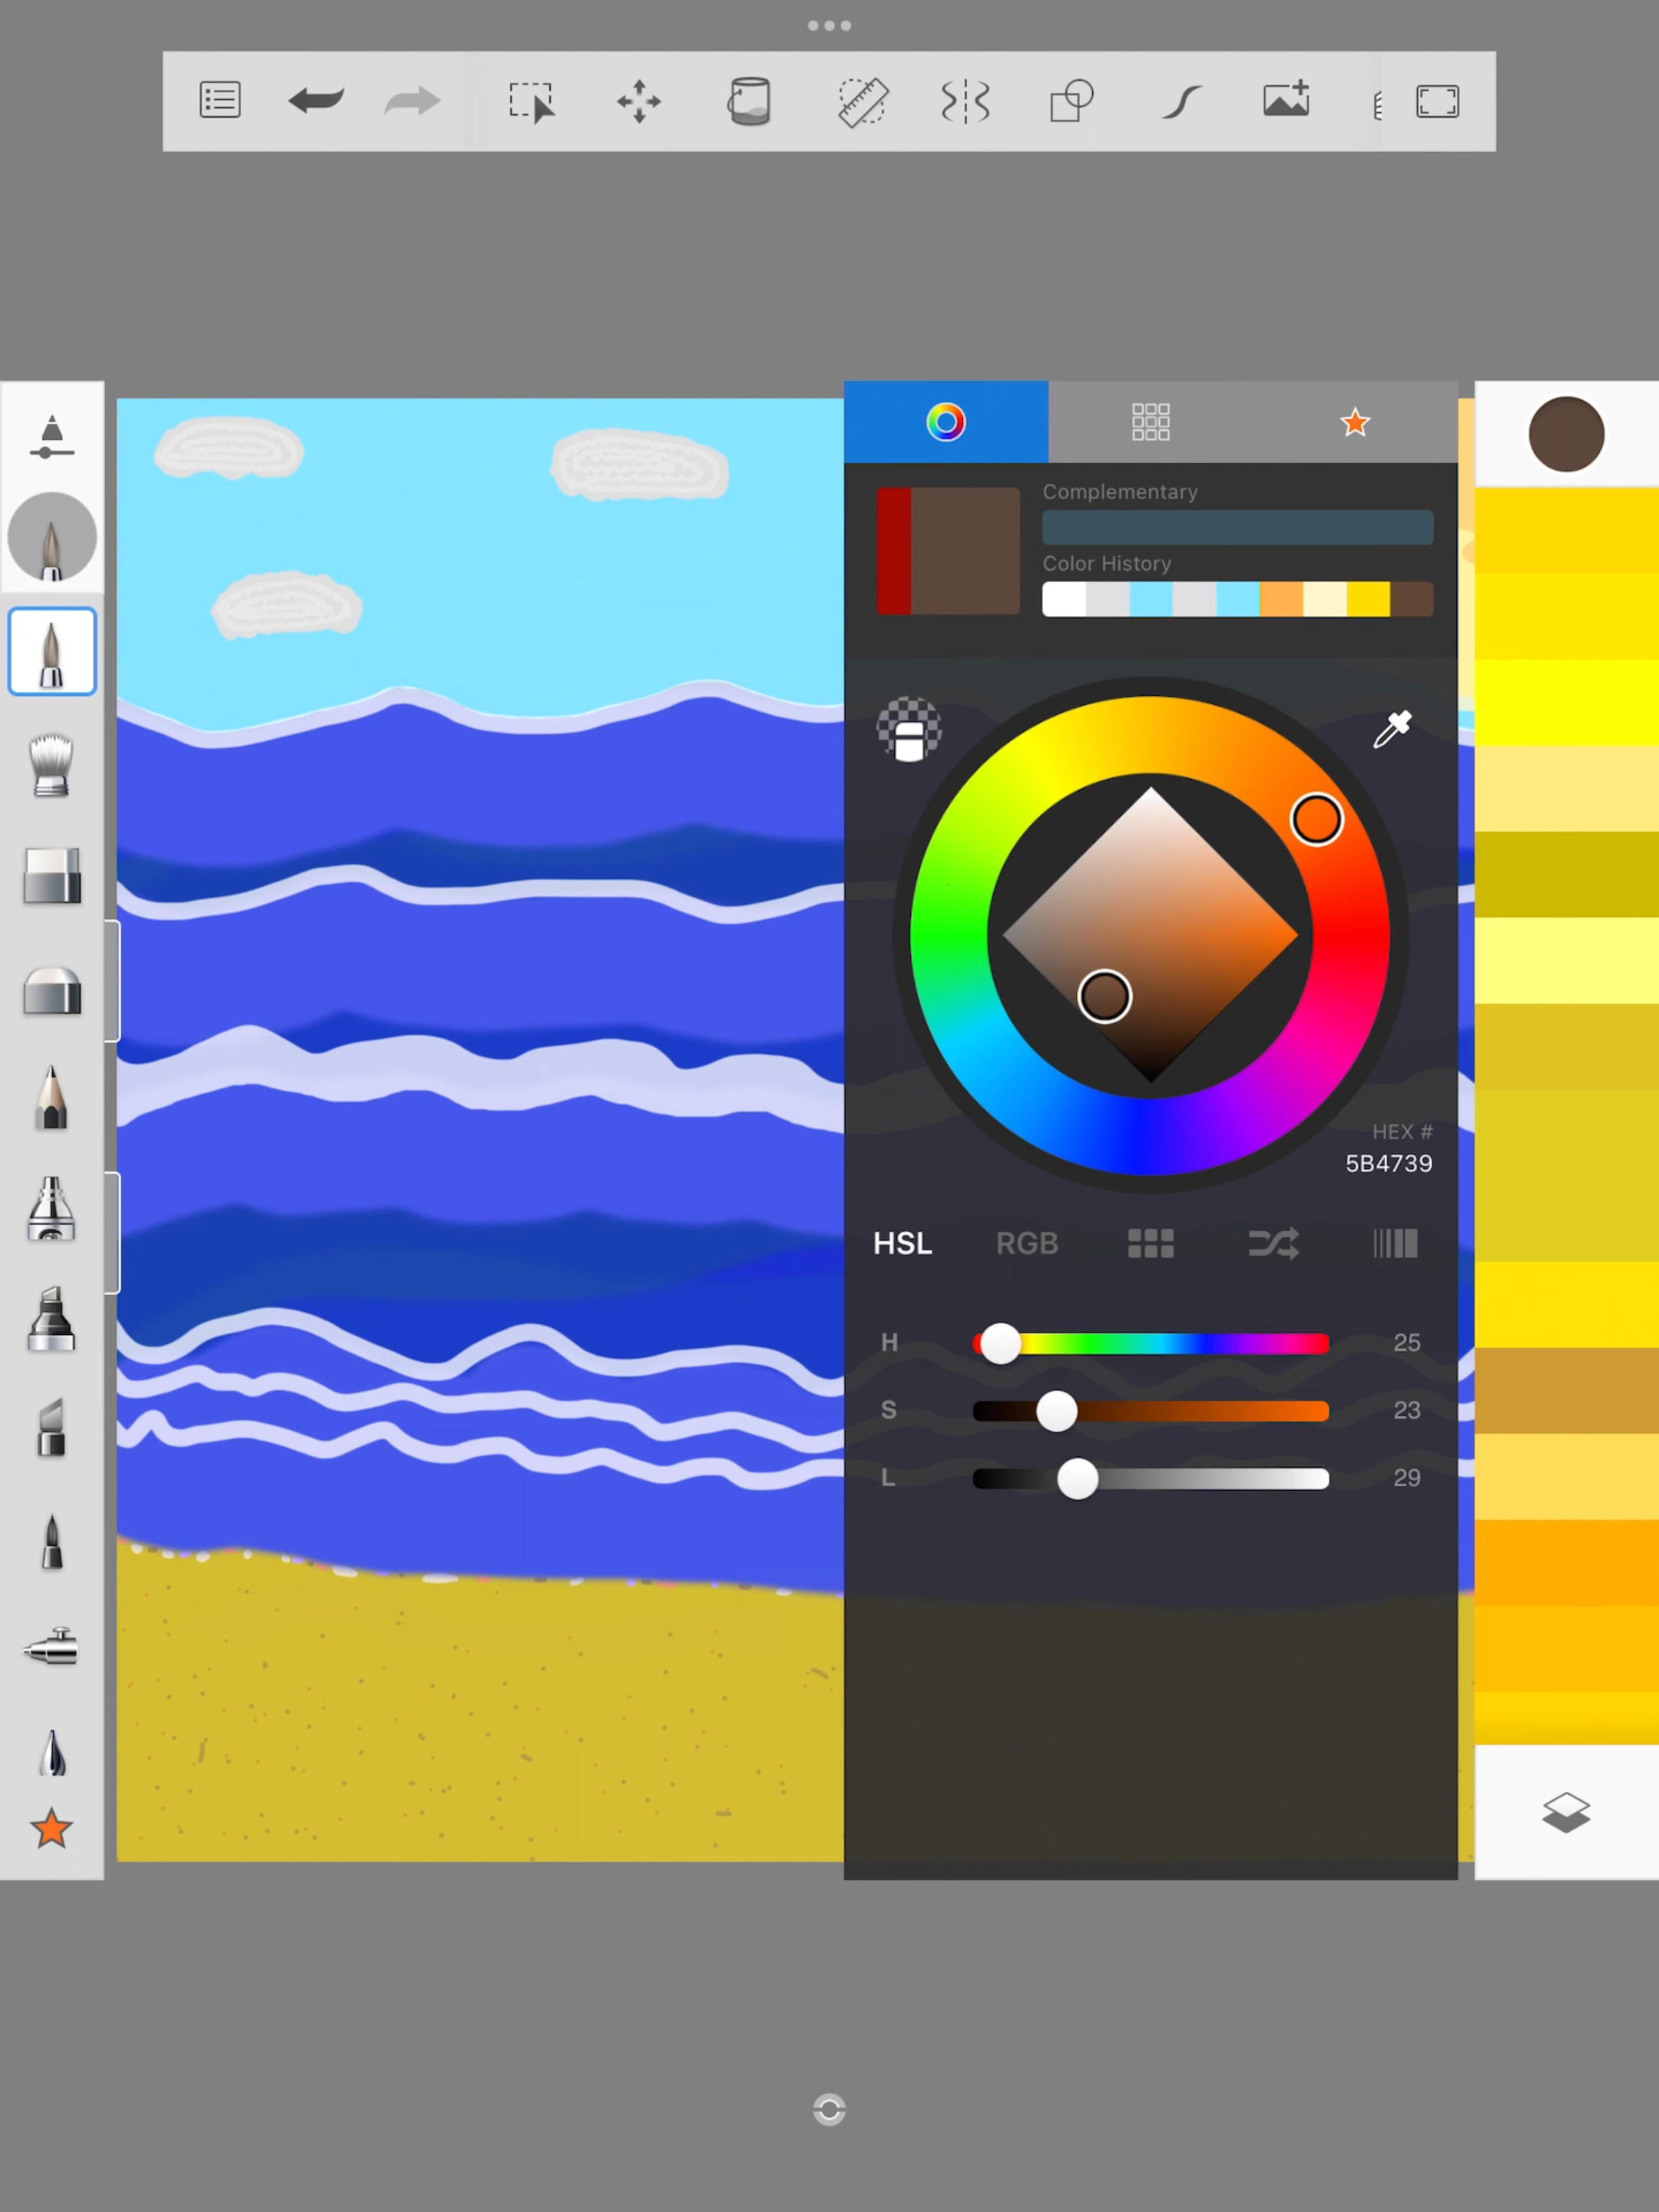 Complementary
Color History
HEX #
5B4739
HSL RGB
H 25
S 23
L 29